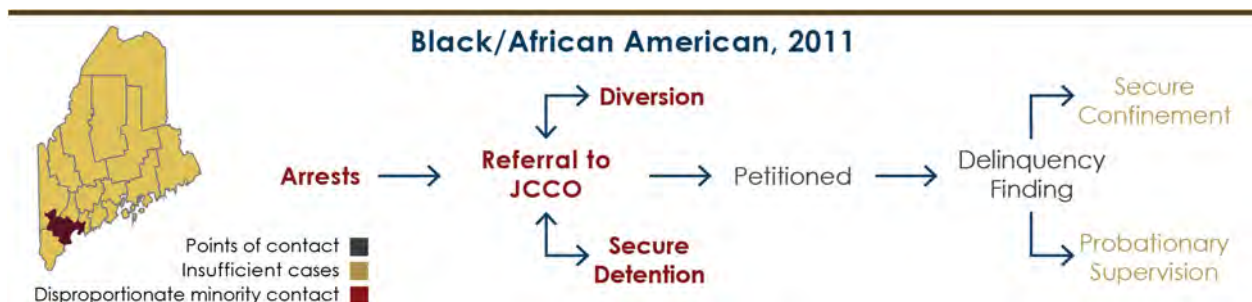 Black/African American, 2011
Diversion
Secure
Confinement
Arrests
Referral to
JCCO
Petitioned
Delinquency
Finding
Points of contact
Insufficient cases
Disproportionate minority contact
Secure
Detention
Probationary
Supervision